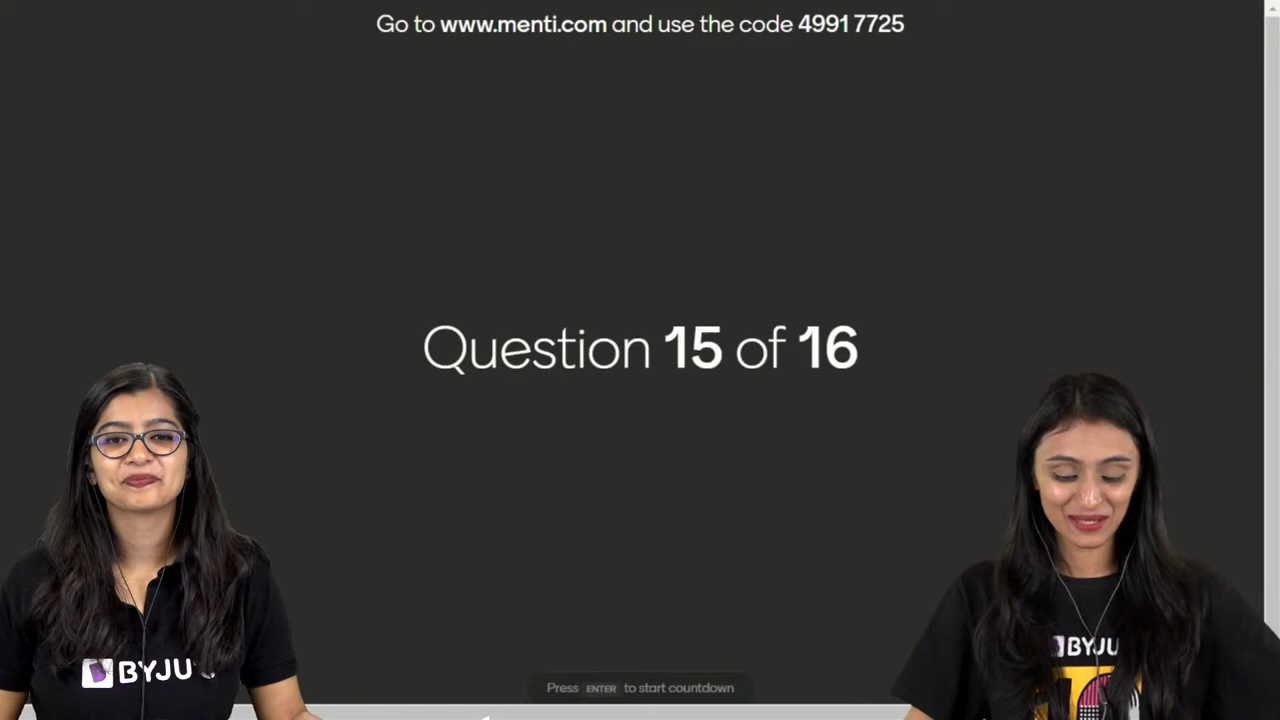 Go to www.menti.com and use the code 4991 7725
Question 15 of 16
Press ENTER to start countdown
BYJU
BYJU